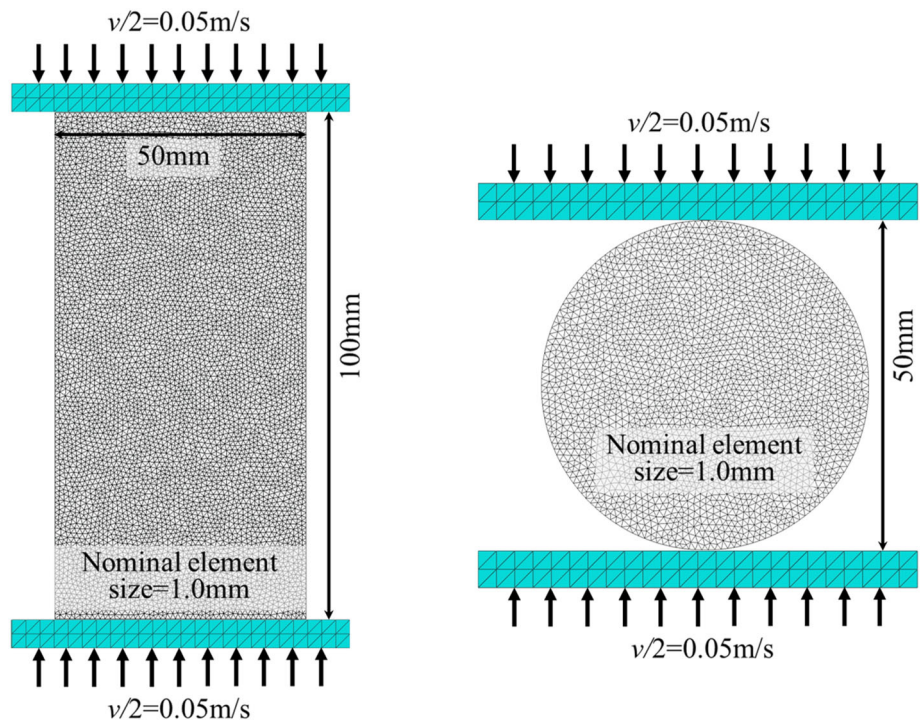 v/2=0.05m/s
50mm
100mm
Nominal element
size=1.0mm
v/2=0.05m/s
v/2=0.05m/s
50mm
Nominal element
size=1.0mm
v/2=0.05m/s